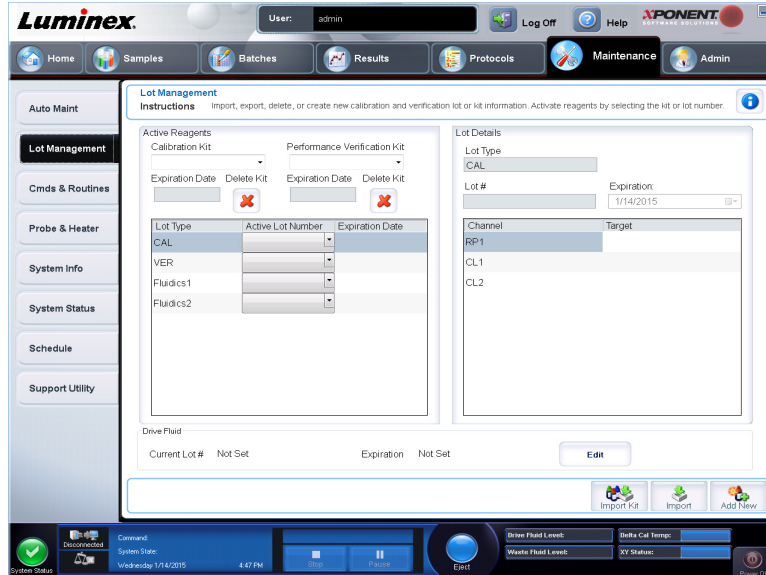 Luminex.
User: admin
Log Off
Help
XPONENT
SOFTWARE SOLUTIONS
Home
Samples
Batches
Results
Protocols
Maintenance
Admin
Auto Maint
Lot Management
Cmds & Routines
Probe & Heater
System Info
System Status
Schedule
Support Utility
Lot Management
Instructions Import, export, delete, or create new calibration and verification lot or kit information. Activate reagents by selecting the kit or lot number.
Active Reagents
Calibration Kit Performance Verification Kit
Expiration Date Delete Kit Expiration Date Delete Kit
Lot Type Active Lot Number Expiration Date
CAL
VER
Fluidics1
Fluidics2
Lot Details
Lot Type
CAL
Lot # Expiration:
1/14/2015
Channel Target
RP1
CL1
CL2
Drive Fluid
Current Lot # Not Set Expiration Not Set Edit
Import Kit Import Add New
System Status
Disconnected
Command:
System State:
Wednesday 1/14/2015 4:47 PM
Stop Pause
Eject
Drive Fluid Level: Delta Cal Temp:
Waste Fluid Level: XY Status: